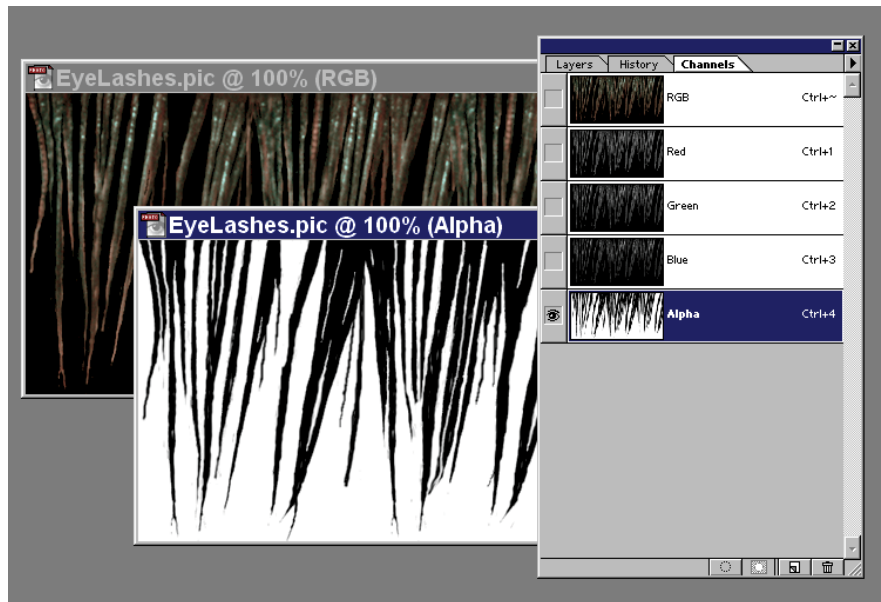 EyeLashes.pic @ 100% (RGB)
EyeLashes.pic @ 100% (Alpha)
Layers History Channels
RGB Ctrl+~
Red Ctrl+1
Green Ctrl+2
Blue Ctrl+3
Alpha Ctrl+4